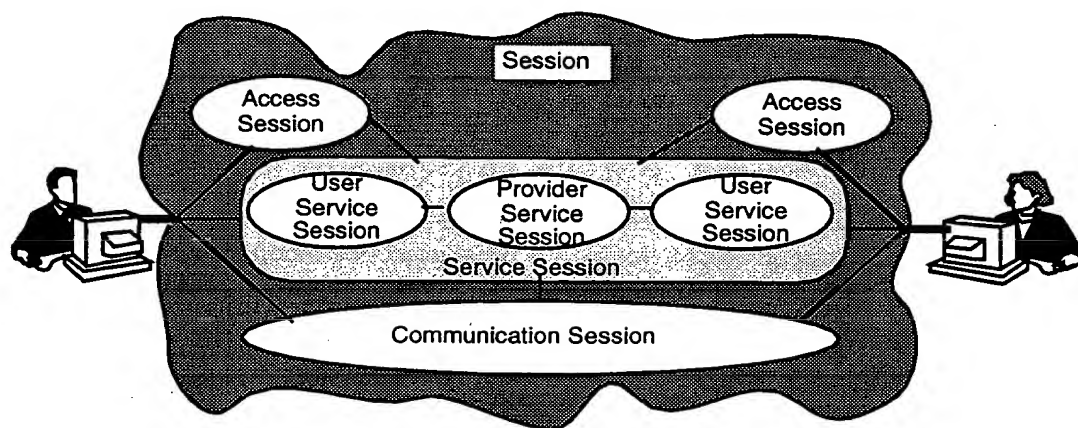 Session
Access
Session
Access
Session
User
Service
Session
Provider
Service
Session
User
Service
Session
Service Session
Communication Session